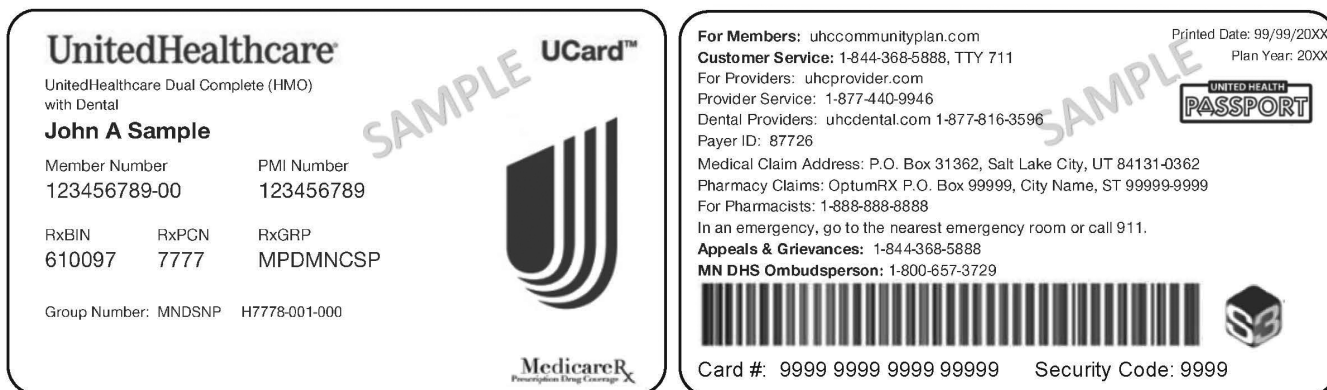 UnitedHealthcare®
UCard™
SAMPLE
UnitedHealthcare Dual Complete (HMO)
with Dental
John A Sample
Member Number PMI Number
123456789-00 123456789
RxBIN RxPCN RxGRP
610097 7777 MPDMNCSP
Group Number: MNDSNP H7778-001-000
MedicareRx
Prescription Drug Coverage
For Members: uhccommunityplan.com
Printed Date: 99/99/20XX
Customer Service: 1-844-368-5888, TTY 711
Plan Year: 20XX
For Providers: uhcprovider.com
UNITED HEALTH
PASSPORT
SAMPLE
Provider Service: 1-877-440-9946
Dental Providers: uhcdental.com 1-877-816-3596
Payer ID: 87726
Medical Claim Address: P.O. Box 31362, Salt Lake City, UT 84131-0362
Pharmacy Claims: OptumRX P.O. Box 99999, City Name, ST 99999-9999
For Pharmacists: 1-888-888-8888
In an emergency, go to the nearest emergency room or call 911.
Appeals & Grievances: 1-844-368-5888
MN DHS Ombudsperson: 1-800-657-3729
S3
Card #: 9999 9999 9999 99999 Security Code: 9999